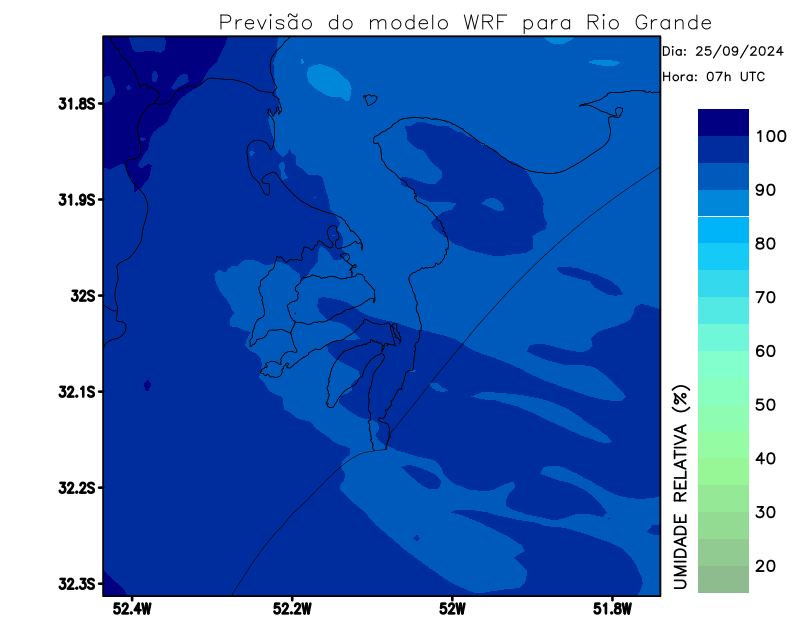 Previsão do modelo WRF para Rio Grande
Dia: 25/09/2024
Hora: 07h UTC
31.8S
31.9S
32S
32.1S
32.2S
32.3S
52.4W
52.2W
52W
51.8W
100
90
80
70
60
50
40
30
20
UMIDADE RELATIVA (%)